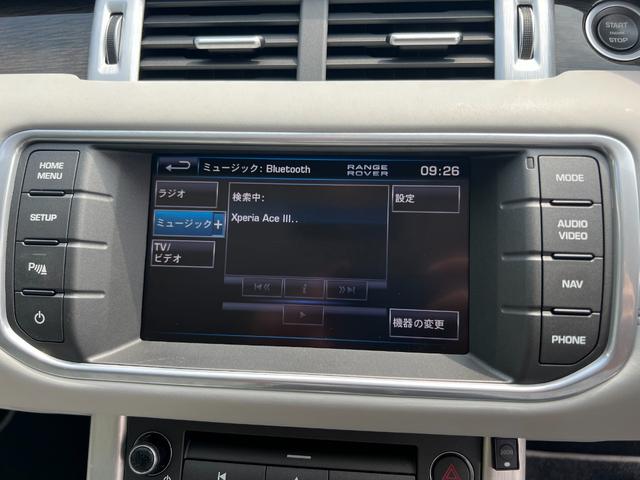 START
ENGINE
STOP
HOME
MENU
SETUP
P
ミュージック: Bluetooth
RANGE
ROVER
09:26
ラジオ
ミュージック+
TV/
ビデオ
検索中:
Xperia Ace III..
設定
i
機器の変更
MODE
AUDIO
VIDEO
NAV
PHONE